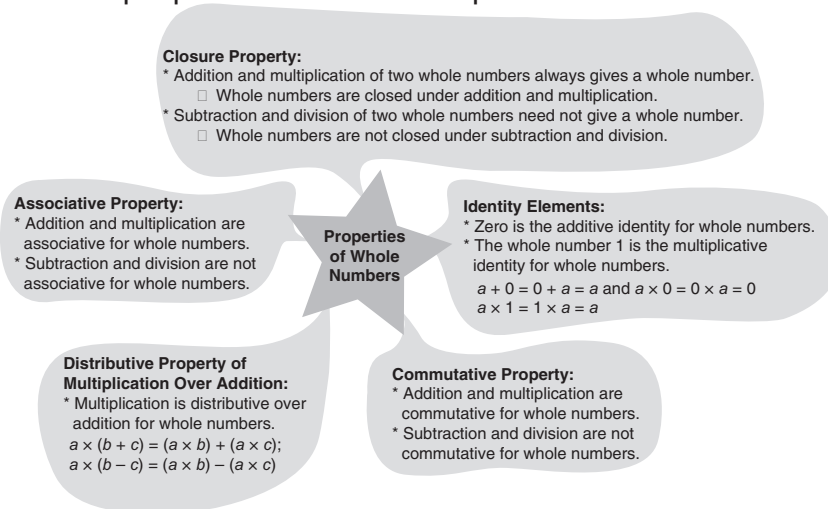 Closure Property:
* Addition and multiplication of two whole numbers always gives a whole number.
□ Whole numbers are closed under addition and multiplication.
* Subtraction and division of two whole numbers need not give a whole number.
□ Whole numbers are not closed under subtraction and division.
Associative Property:
* Addition and multiplication are
associative for whole numbers.
* Subtraction and division are not
associative for whole numbers.
Properties
of Whole
Numbers
Identity Elements:
* Zero is the additive identity for whole numbers.
* The whole number 1 is the multiplicative
identity for whole numbers.
a + 0 = 0 + a = a and a × 0 = 0 × a = 0
a × 1 = 1 × a = a
Distributive Property of
Multiplication Over Addition:
* Multiplication is distributive over
addition for whole numbers.
a × (b + c) = (a × b) + (a × c);
a × (b – c) = (a × b) – (a × c)
Commutative Property:
* Addition and multiplication are
commutative for whole numbers.
* Subtraction and division are not
commutative for whole numbers.